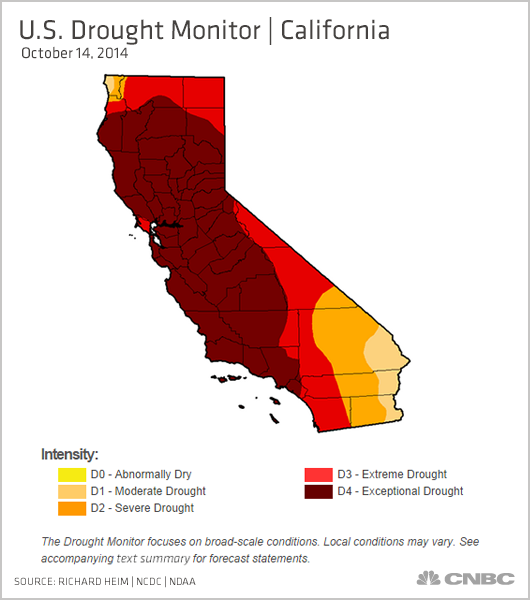 U.S. Drought Monitor | California
October 14, 2014
Intensity:
D0 - Abnormally Dry
D1 - Moderate Drought
D2 - Severe Drought
D3 - Extreme Drought
D4 - Exceptional Drought
The Drought Monitor focuses on broad-scale conditions. Local conditions may vary. See
accompanying text summary for forecast statements.
SOURCE: RICHARD HEIM | NCDC | NDAA
CNBC